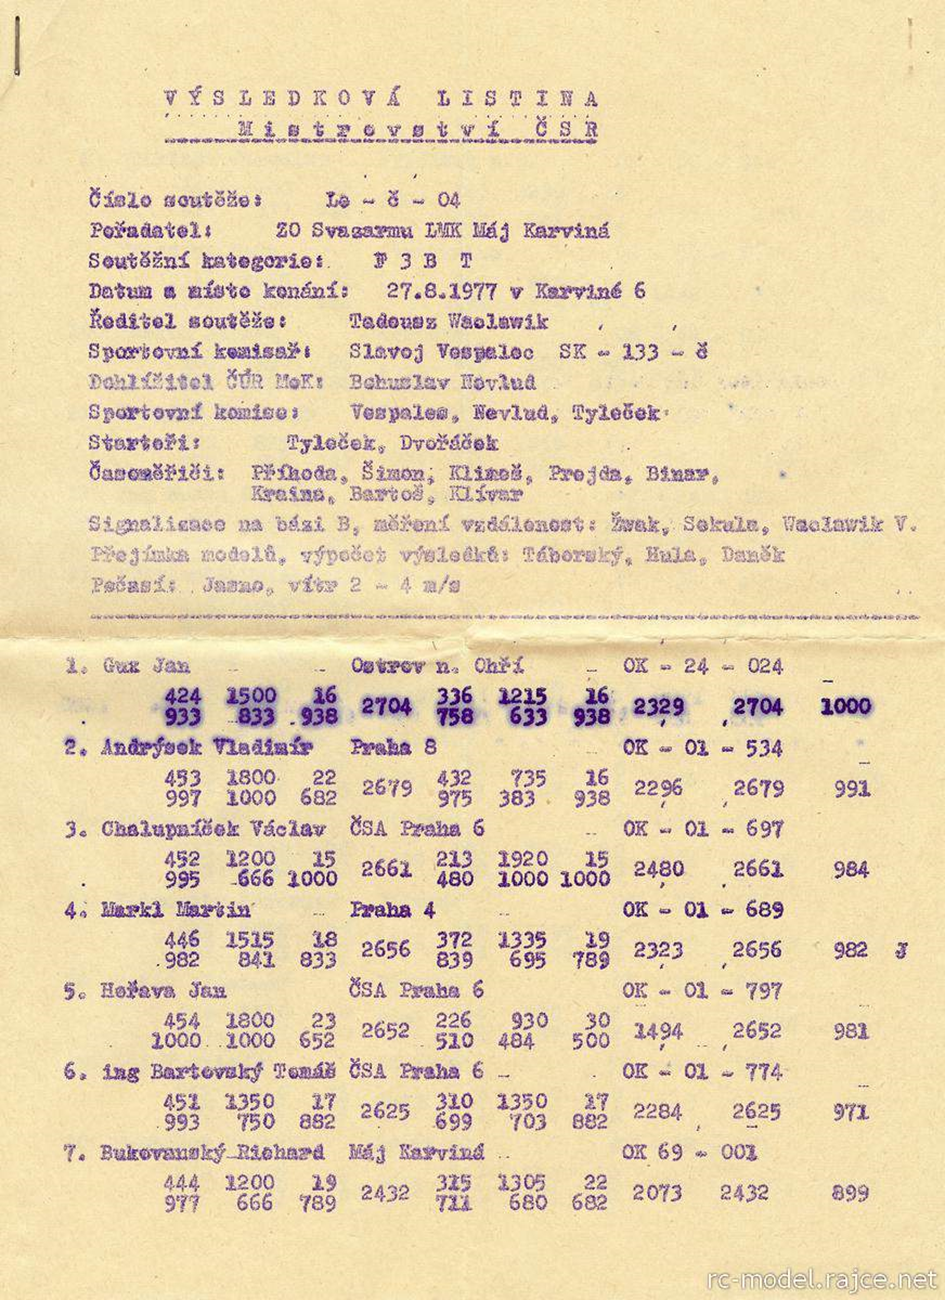 VÝSLEDKOVÁ LISTINA
Mistrovství ČSR
Číslo soutěže: Le - č - 04
Pořadatel: ZO Svazarmu LMK Máj Karviná
Soutěžní kategorie: F 3 B T
Datum a místo konání: 27.8.1977 v Karviné 6
Ředitel soutěže: Tadeusz Waclawik
Sportovní komisař: Slavoj Vespalec SK - 133 - č
Dohlížitel ČÚR MoK: Bohuslav Nevlud
Sportovní komise: Vespalec, Nevlud, Tyleček
Starteři: Tyleček, Dvořáček
Časoměřiči: Příhoda, Šimon, Klimeš, Prejda, Binar,
Kraina, Bartoš, Klívar
Signalizace na bázi B, měření vzdálenost: Žwak, Sekula, Waclawik V.
Přejímka modelů, výpočet výsledků: Táborský, Hula, Daněk
Počasí: Jasno, vítr 2 - 4 m/s
1. Gux Jan - - Ostrov n. Ohří - OK - 24 - 024
424 1500 16 2704 336 1215 16 2329 2704 1000
933 833 938 758 633 938
2. Andrýsek Vladimír Praha 8 OK - 01 - 534
453 1800 22 2679 432 735 16 2296 2679 991
997 1000 682 975 383 938
3. Chalupníček Václav ČSA Praha 6 - OK - 01 - 697
452 1200 15 2661 213 1920 15 2480 2661 984
995 666 1000 480 1000 1000
4. Markl Martin - Praha 4 - OK - 01 - 689
446 1515 18 2656 372 1335 19 2323 2656 982 J
982 841 833 839 695 789
5. Hořava Jan ČSA Praha 6 OK - 01 - 797
454 1800 23 2652 226 930 30 1494 2652 981
1000 1000 652 510 484 500
6. ing Bartovský Tomáš ČSA Praha 6 - - OK - 01 - 774
451 1350 17 2625 310 1350 17 2284 2625 971
993 750 882 699 703 882
7. Bukovanský Richard Máj Karviná - OK 69 - 001
444 1200 19 2432 315 1305 22 2073 2432 899
977 666 789 711 680 682
rc-model.rajce.net